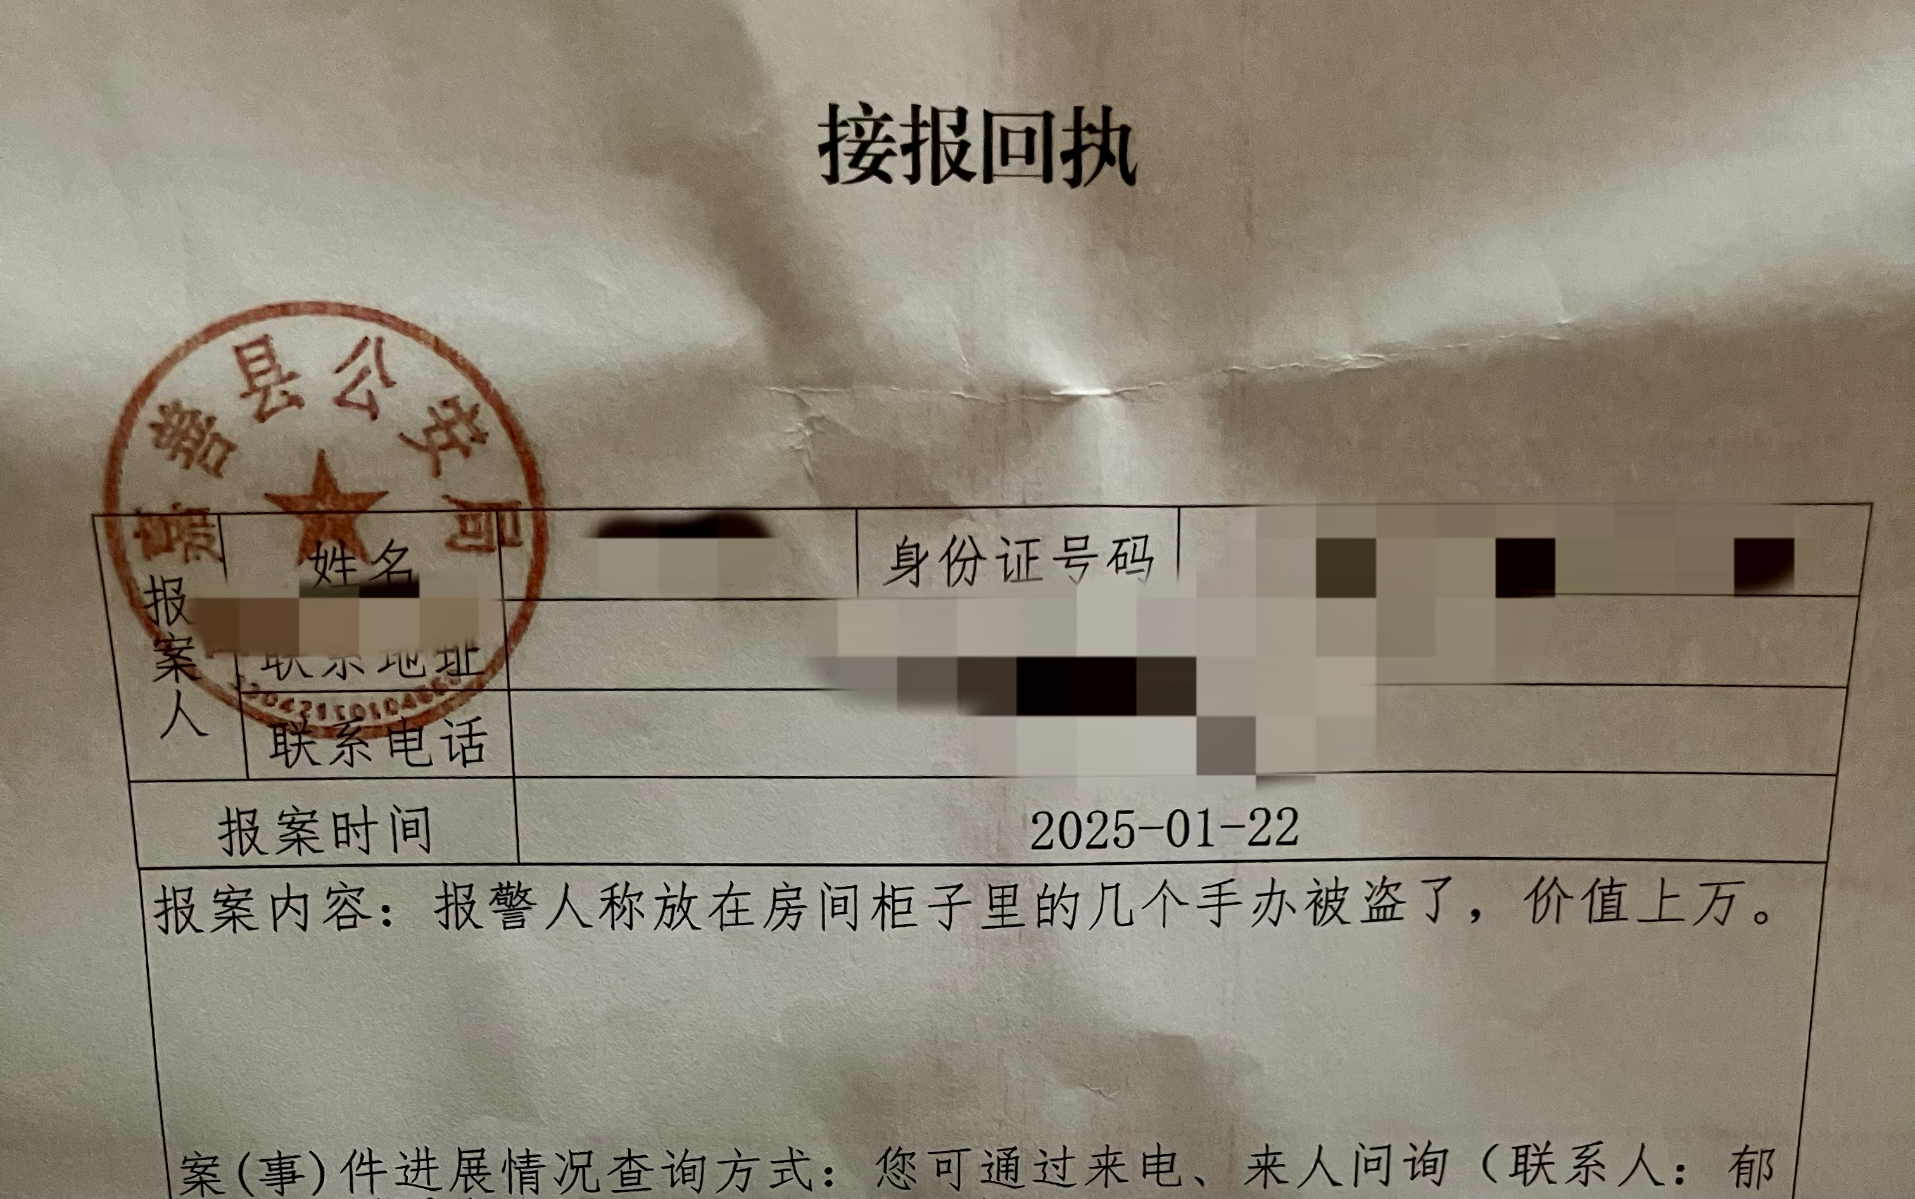 接报回执
嘉善县公安局
姓名
身份证号码
报案人
联系地址
联系电话
报案时间
2025-01-22
报案内容：报警人称放在房间柜子里的几个手办被盗了，价值上万。
案(事)件进展情况查询方式：您可通过来电、来人问询（联系人：郁